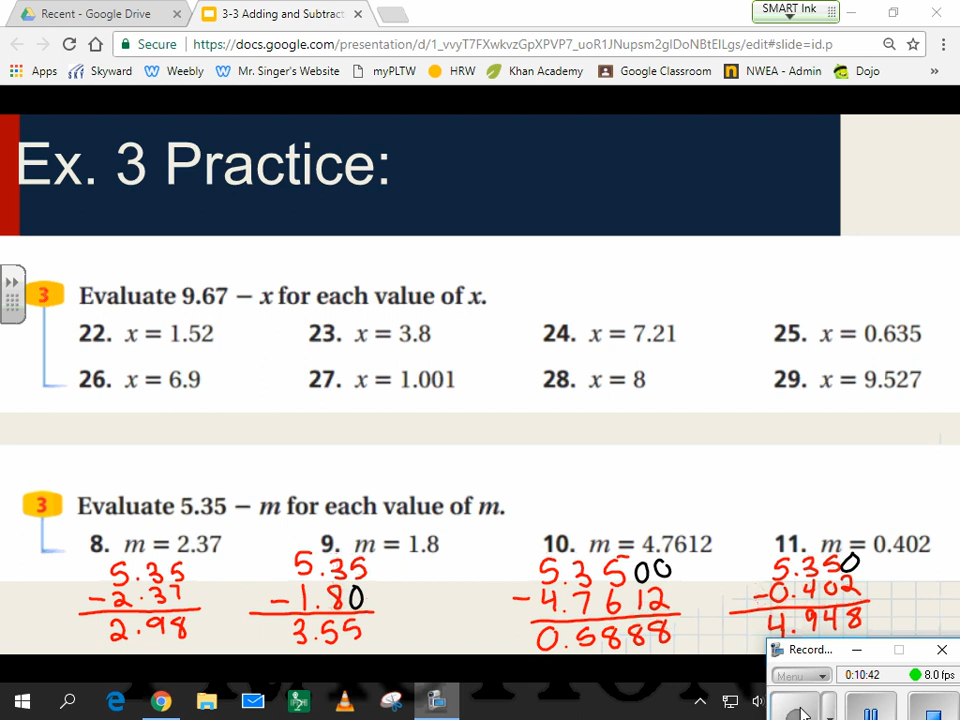 Recent - Google Drive × 3-3 Adding and Subtract × SMART Ink
Secure https://docs.google.com/presentation/d/1_vvyT7FXwkvzGpXPVP7_uoR1JNupsm2glDoNBtElLgs/edit#slide=id.p
Apps Skyward Weebly Mr. Singer's Website myPLTW HRW Khan Academy Google Classroom NWEA - Admin Dojo »
Ex. 3 Practice:
3 Evaluate 9.67 − x for each value of x.
22. x = 1.52 23. x = 3.8 24. x = 7.21 25. x = 0.635
26. x = 6.9 27. x = 1.001 28. x = 8 29. x = 9.527
3 Evaluate 5.35 − m for each value of m.
8. m = 2.37 9. m = 1.8 10. m = 4.7612 11. m = 0.402
5.35 5.35 5.3500 5.350
−2.37 −1.80 −4.7612 −0.402
2.98 3.55 0.5888 4.948
Record...
Menu 0:10:42 8.0 fps